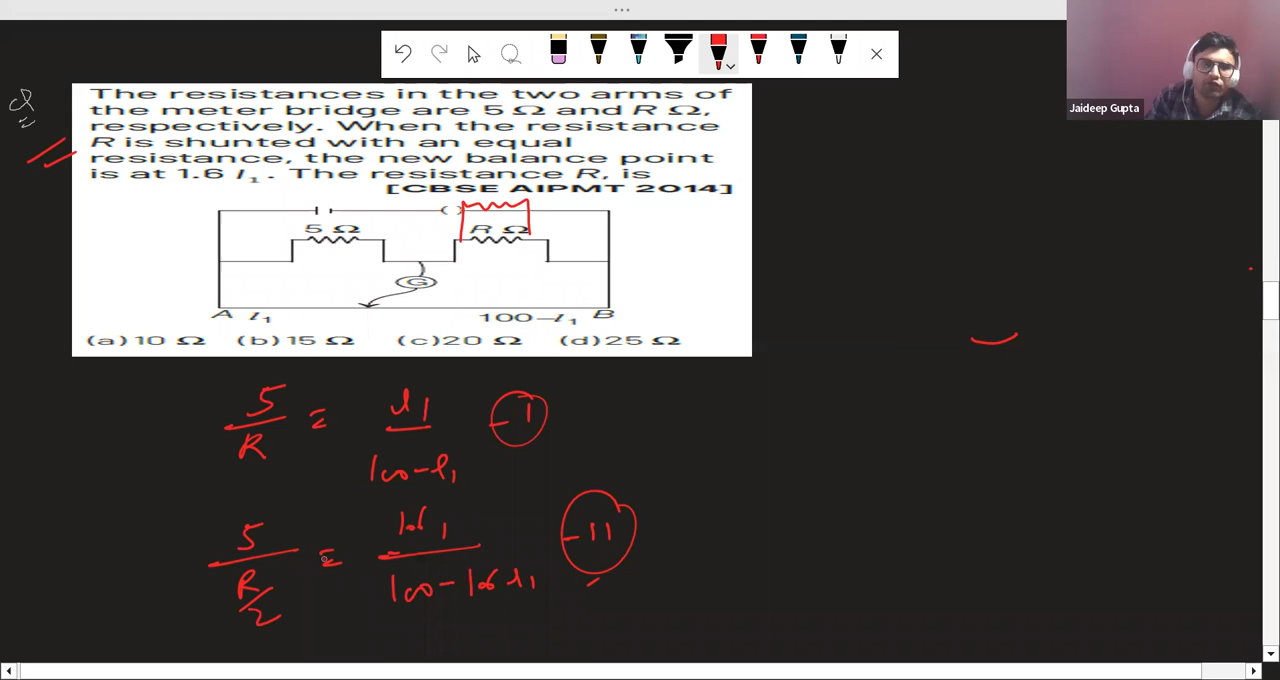 Jaideep Gupta
The resistances in the two arms of
the meter bridge are 5 Ω and R Ω,
respectively. When the resistance
R is shunted with an equal
resistance, the new balance point
is at 1.6 l₁. The resistance R, is
[CBSE AIPMT 2014]
5 Ω R Ω
G
A l₁ 100–l₁ B
(a) 10 Ω (b) 15 Ω (c) 20 Ω (d) 25 Ω
5/R = l₁/100-l₁ - I
5/R/2 = 1.6 l₁/100-1.6 l₁ - II